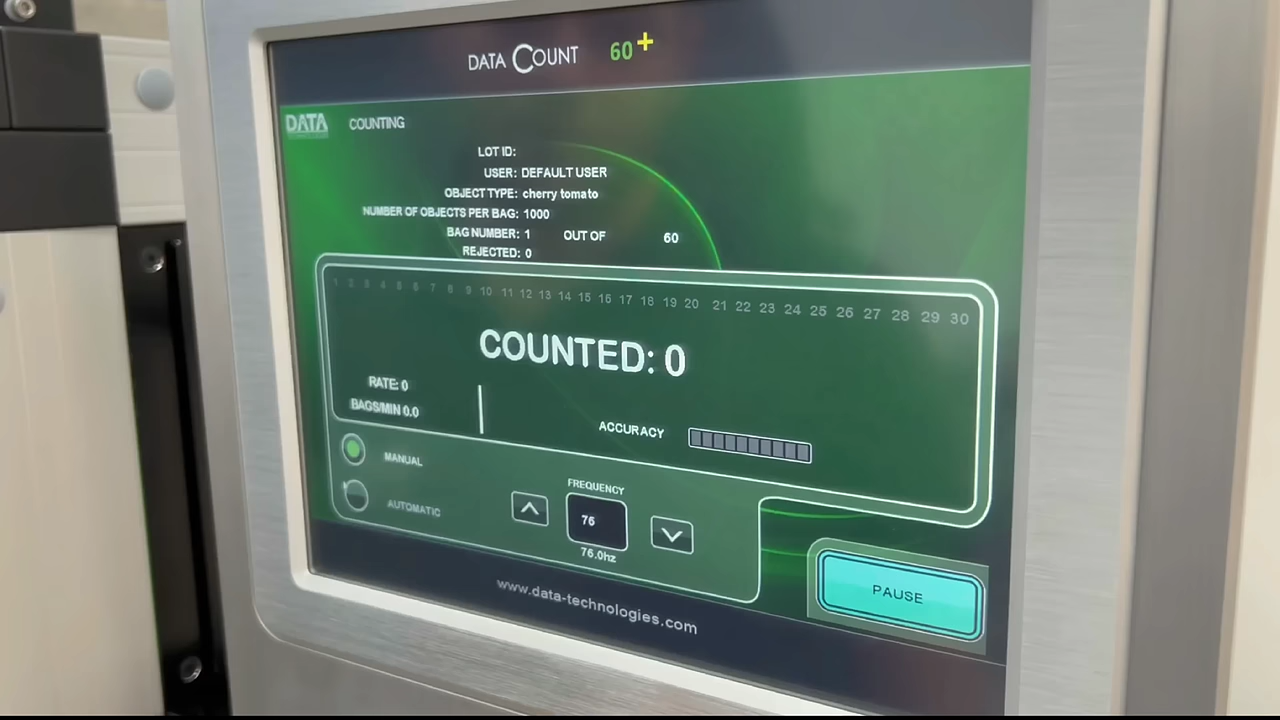 DATA COUNT 60+
DATA COUNTING
LOT ID:
USER: DEFAULT USER
OBJECT TYPE: cherry tomato
NUMBER OF OBJECTS PER BAG: 1000
BAG NUMBER: 1 OUT OF 60
REJECTED: 0
1 2 3 4 5 6 7 8 9 10 11 12 13 14 15 16 17 18 19 20 21 22 23 24 25 26 27 28 29 30
COUNTED: 0
RATE: 0
BAGS/MIN 0.0
ACCURACY
MANUAL
AUTOMATIC
FREQUENCY
76
76.0hz
PAUSE
www.data-technologies.com